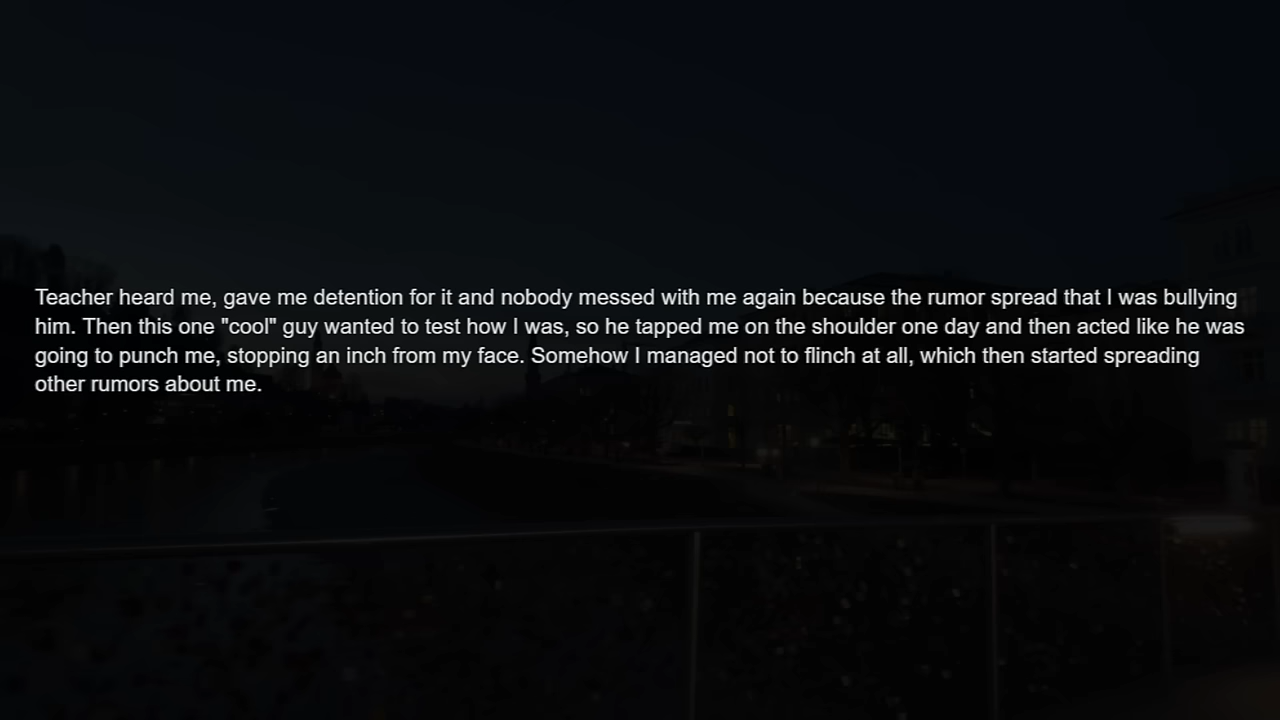 Teacher heard me, gave me detention for it and nobody messed with me again because the rumor spread that I was bullying
him. Then this one "cool" guy wanted to test how I was, so he tapped me on the shoulder one day and then acted like he was
going to punch me, stopping an inch from my face. Somehow I managed not to flinch at all, which then started spreading
other rumors about me.